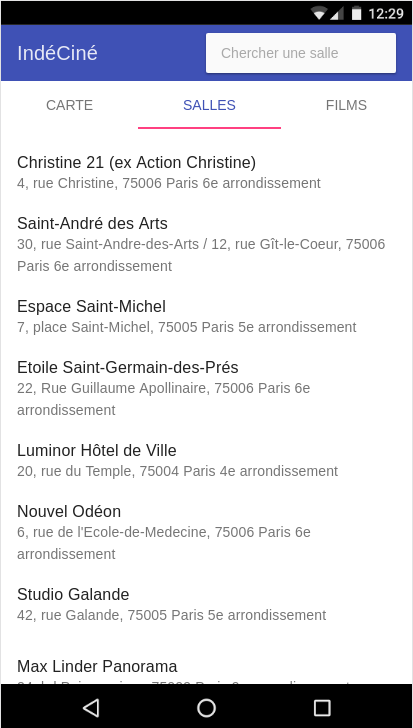 12:29
IndéCiné
Chercher une salle
CARTE
SALLES
FILMS
Christine 21 (ex Action Christine)
4, rue Christine, 75006 Paris 6e arrondissement
Saint-André des Arts
30, rue Saint-Andre-des-Arts / 12, rue Gît-le-Coeur, 75006
Paris 6e arrondissement
Espace Saint-Michel
7, place Saint-Michel, 75005 Paris 5e arrondissement
Etoile Saint-Germain-des-Prés
22, Rue Guillaume Apollinaire, 75006 Paris 6e
arrondissement
Luminor Hôtel de Ville
20, rue du Temple, 75004 Paris 4e arrondissement
Nouvel Odéon
6, rue de l'Ecole-de-Medecine, 75006 Paris 6e
arrondissement
Studio Galande
42, rue Galande, 75005 Paris 5e arrondissement
Max Linder Panorama